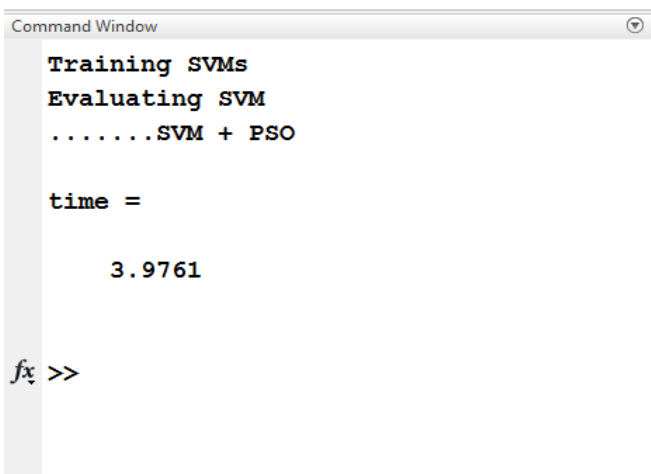 Command Window
Training SVMs
Evaluating SVM
.......SVM + PSO
time =
3.9761
fx >>